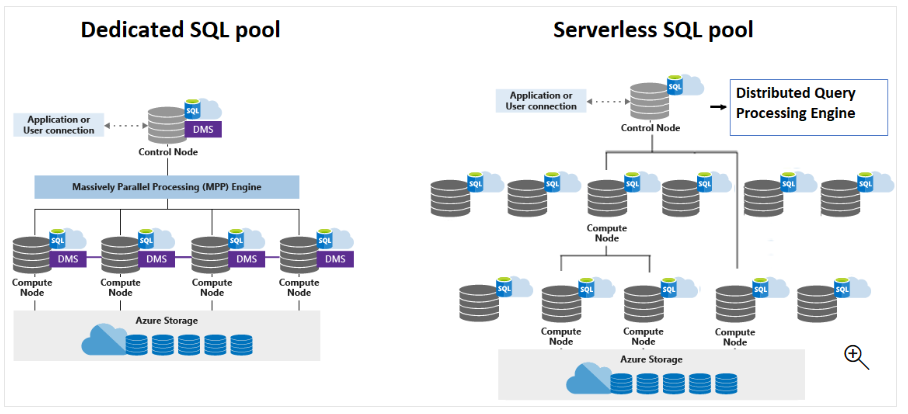 Dedicated SQL pool
SQL
Application or
User connection
DMS
Control Node
Massively Parallel Processing (MPP) Engine
SQL
SQL
SQL
SQL
DMS
DMS
DMS
DMS
Compute
Node
Compute
Node
Compute
Node
Compute
Node
Azure Storage
Serverless SQL pool
SQL
Application or
User connection
Control Node
Distributed Query
Processing Engine
SQL
SQL
SQL
SQL
SQL
SQL
Compute
Node
SQL
SQL
SQL
SQL
SQL
Compute
Node
Compute
Node
Compute
Node
Azure Storage